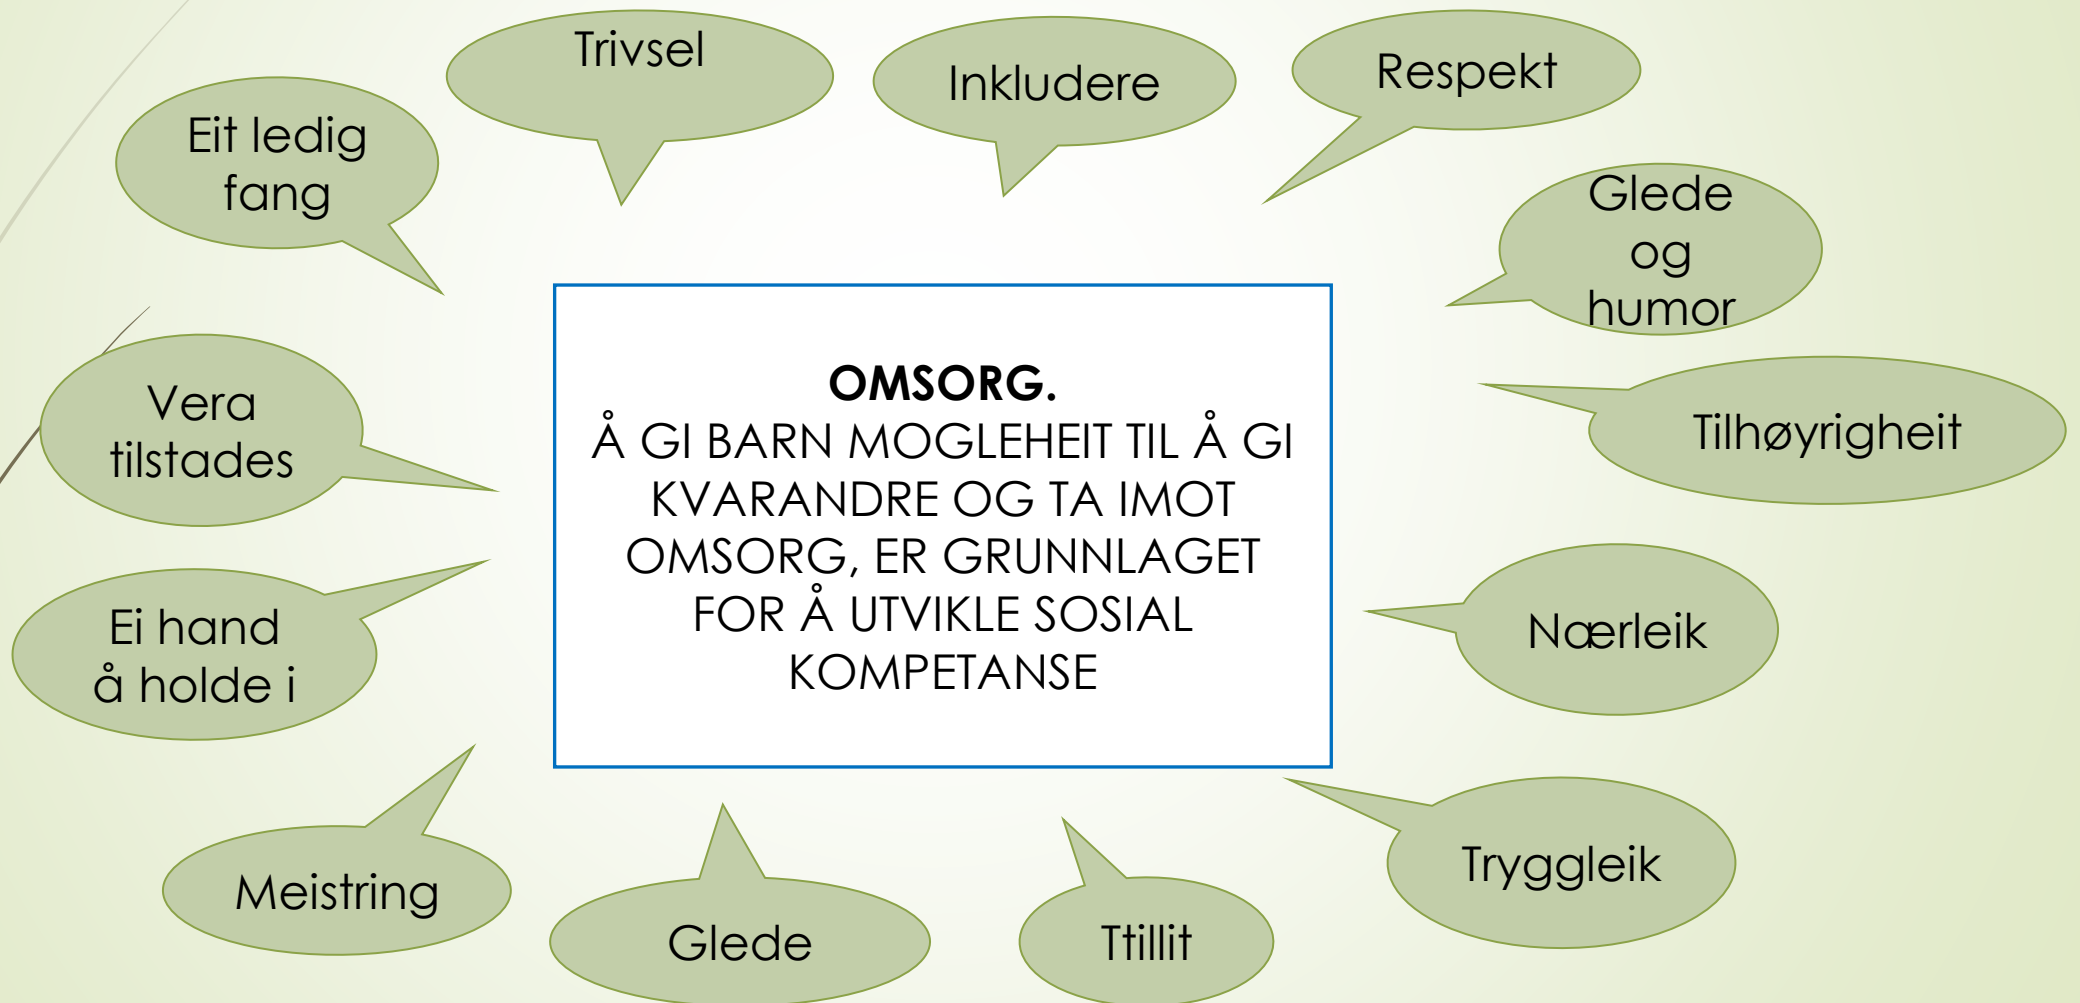 Trivsel
Inkludere
Respekt
Eit ledig
fang
Glede
og
humor
Vera
tilstades
OMSORG.
Å GI BARN MOGLEHEIT TIL Å GI
KVARANDRE OG TA IMOT
OMSORG, ER GRUNNLAGET
FOR Å UTVIKLE SOSIAL
KOMPETANSE
Tilhøyrigheit
Ei hand
å holde i
Nærleik
Meistring
Glede
Ttillit
Tryggleik